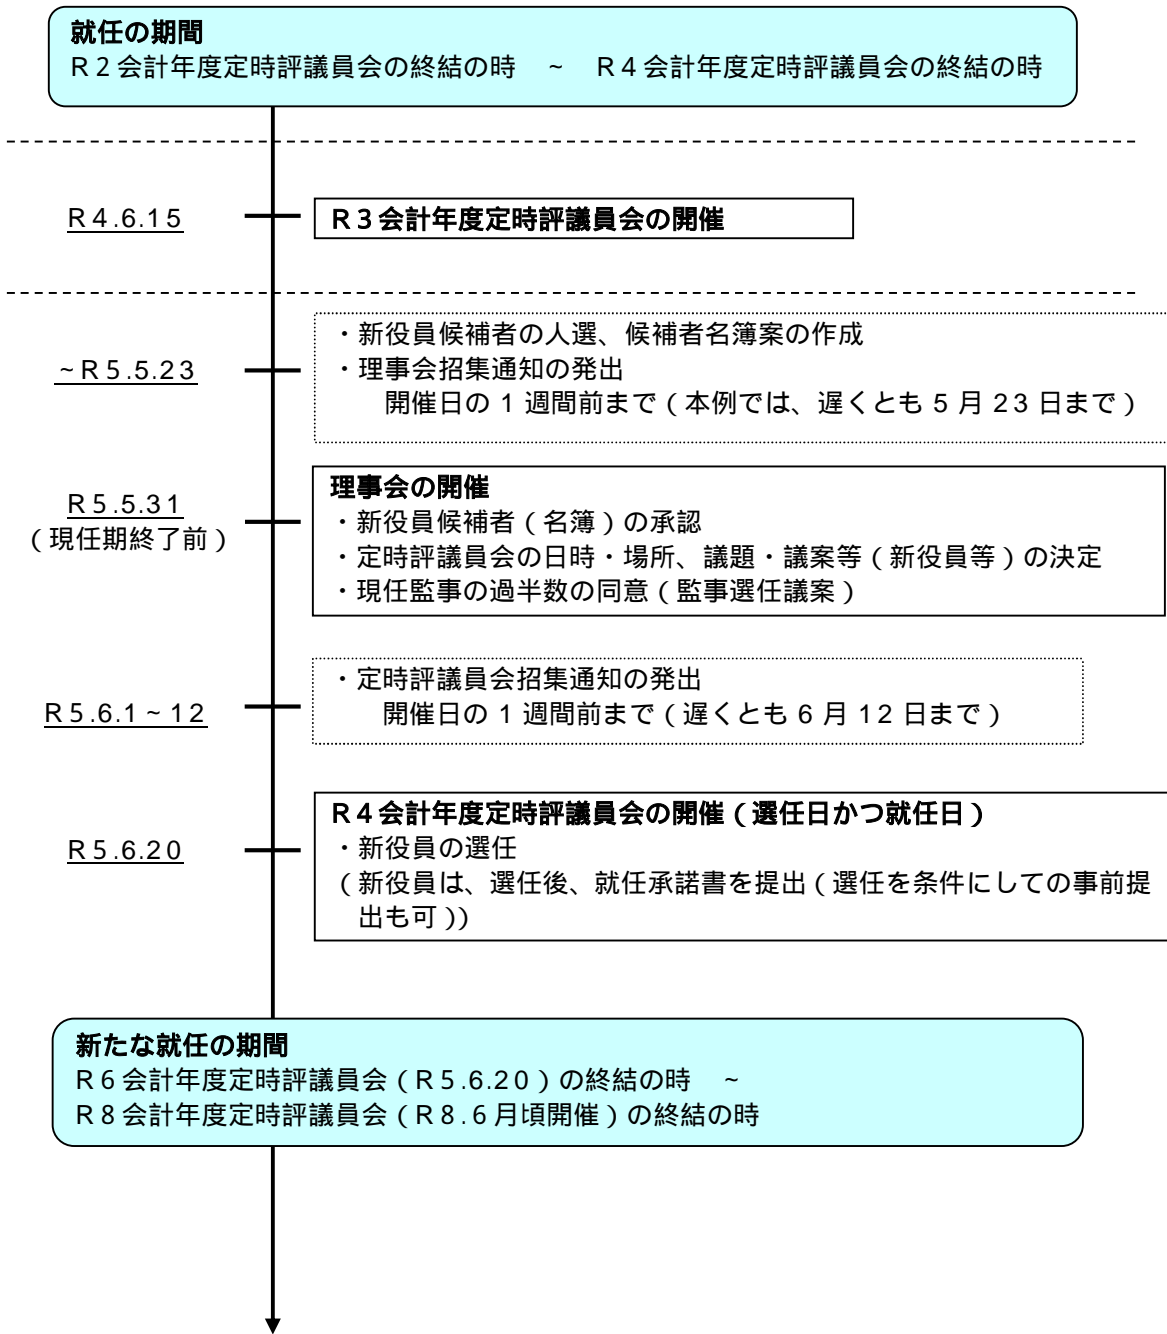 就任の期間
R2会計年度定時評議員会の終結の時　~　R4会計年度定時評議員会の終結の時
R4.6.15
R3会計年度定時評議員会の開催
~R5.5.23
・新役員候補者の人選、候補者名簿案の作成
・理事会招集通知の発出
開催日の1週間前まで(本例では、遅くとも5月23日まで)
R5.5.31
(現任期終了前)
理事会の開催
・新役員候補者(名簿)の承認
・定時評議員会の日時・場所、議題・議案等(新役員等)の決定
・現任監事の過半数の同意(監事選任議案)
R5.6.1~12
・定時評議員会招集通知の発出
開催日の1週間前まで(遅くとも6月12日まで)
R5.6.20
R4会計年度定時評議員会の開催(選任日かつ就任日)
・新役員の選任
(新役員は、選任後、就任承諾書を提出(選任を条件にしての事前提
出も可))
新たな就任の期間
R6会計年度定時評議員会(R5.6.20)の終結の時　~
R8会計年度定時評議員会(R8.6月頃開催)の終結の時